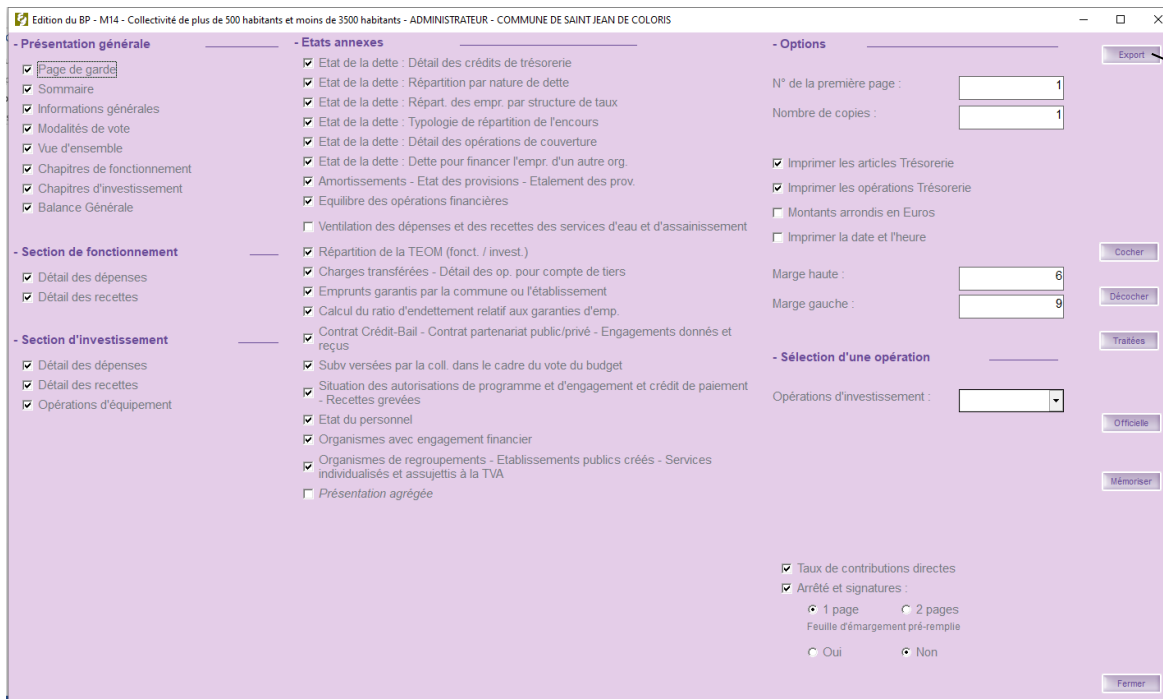 Edition du BP - M14 - Collectivité de plus de 500 habitants et moins de 3500 habitants - ADMINISTRATEUR - COMMUNE DE SAINT JEAN DE COLORIS
- Présentation générale
Page de garde
Sommaire
Informations générales
Modalités de vote
Vue d'ensemble
Chapitres de fonctionnement
Chapitres d'investissement
Balance Générale
- Section de fonctionnement
Détail des dépenses
Détail des recettes
- Section d'investissement
Détail des dépenses
Détail des recettes
Opérations d'équipement
- Etats annexes
Etat de la dette : Détail des crédits de trésorerie
Etat de la dette : Répartition par nature de dette
Etat de la dette : Répart. des empr. par structure de taux
Etat de la dette : Typologie de répartition de l'encours
Etat de la dette : Détail des opérations de couverture
Etat de la dette : Dette pour financer l'empr. d'un autre org.
Amortissements - Etat des provisions - Etalement des prov.
Equilibre des opérations financières
Ventilation des dépenses et des recettes des services d'eau et d'assainissement
Répartition de la TEOM (fonct. / invest.)
Charges transférées - Détail des op. pour compte de tiers
Emprunts garantis par la commune ou l'établissement
Calcul du ratio d'endettement relatif aux garanties d'emp.
Contrat Crédit-Bail - Contrat partenariat public/privé - Engagements donnés et
reçus
Subv versées par la coll. dans le cadre du vote du budget
Situation des autorisations de programme et d'engagement et crédit de paiement
- Recettes grevées
Etat du personnel
Organismes avec engagement financier
Organismes de regroupements - Etablissements publics créés - Services
individualisés et assujettis à la TVA
Présentation agrégée
- Options
N° de la première page : 1
Nombre de copies : 1
Imprimer les articles Trésorerie
Imprimer les opérations Trésorerie
Montants arrondis en Euros
Imprimer la date et l'heure
Marge haute : 6
Marge gauche : 9
- Sélection d'une opération
Opérations d'investissement :
Taux de contributions directes
Arrêté et signatures :
1 page 2 pages
Feuille d'émargement pré-remplie
Oui Non
Export
Cocher
Décocher
Traitées
Officielle
Mémoriser
Fermer